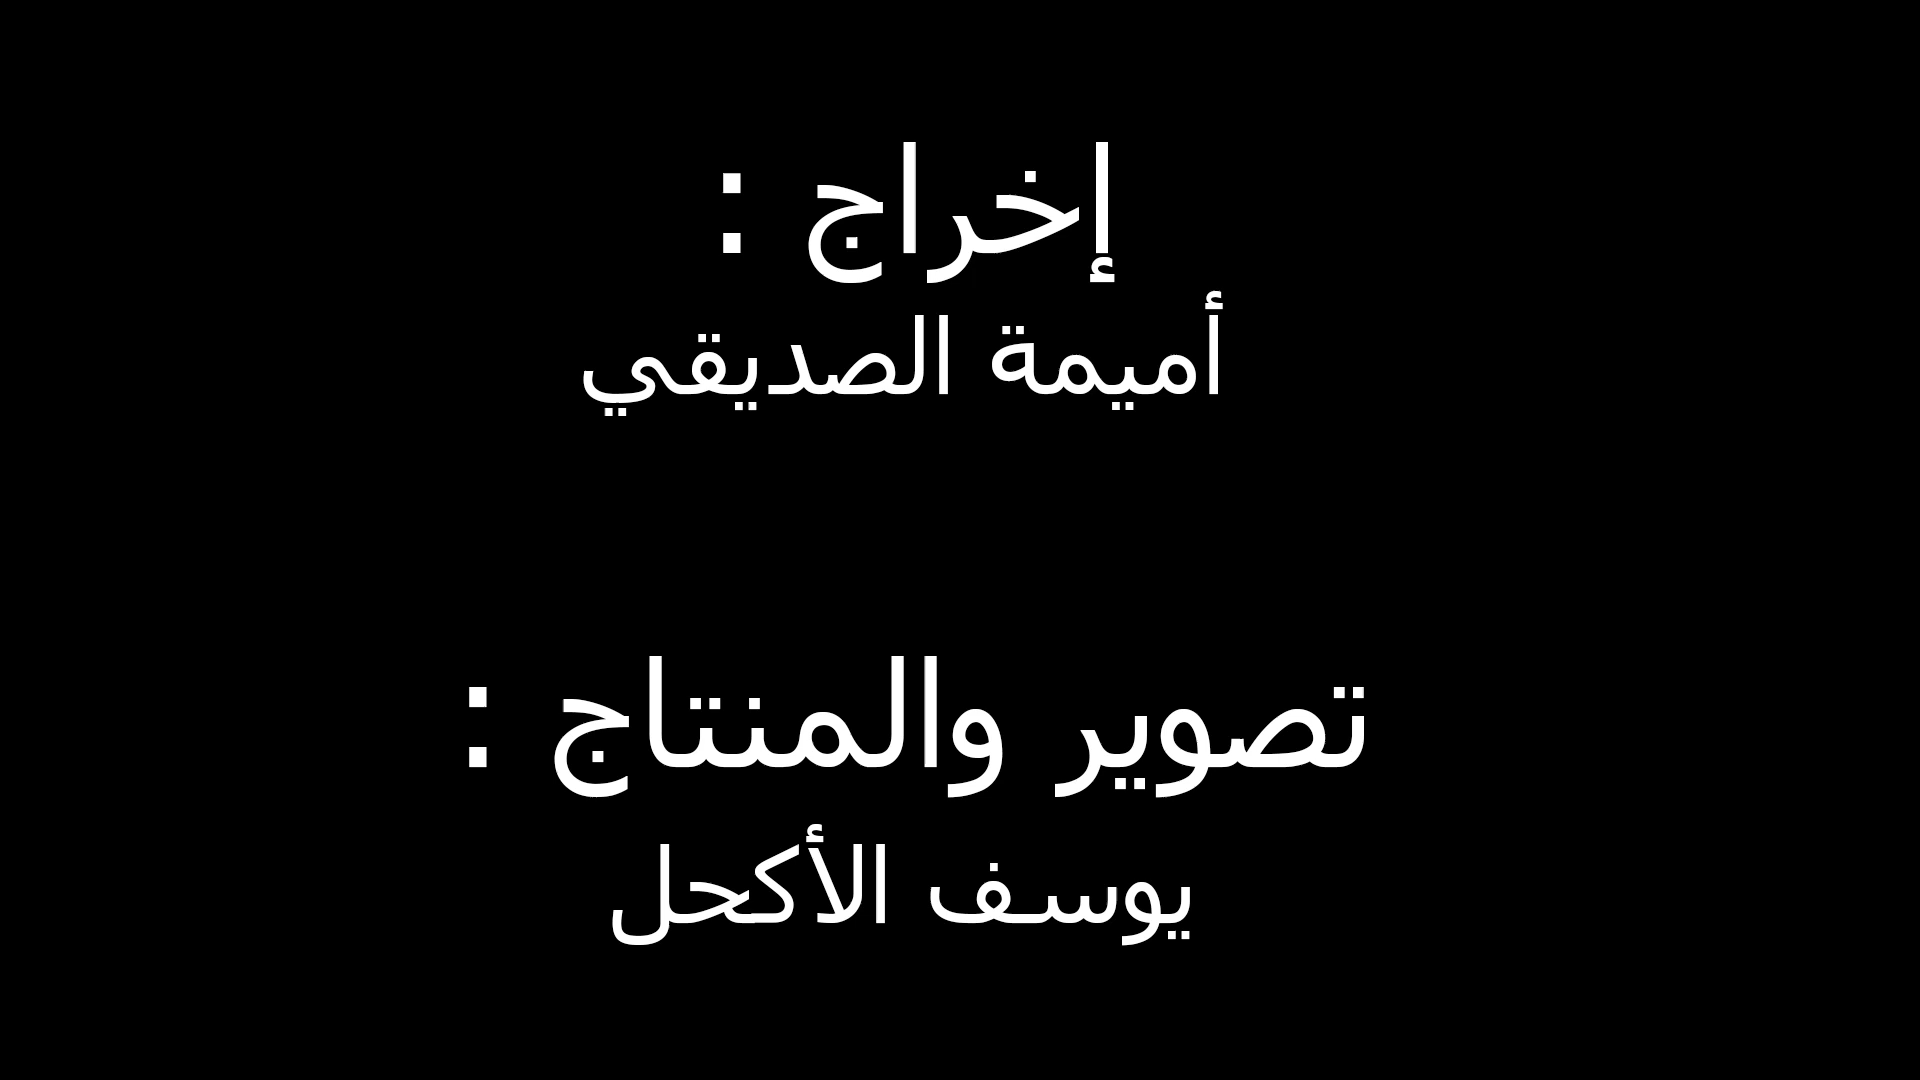 إخراج :
أميمة الصديقي
تصوير والمنتاج :
يوسف الأكحل